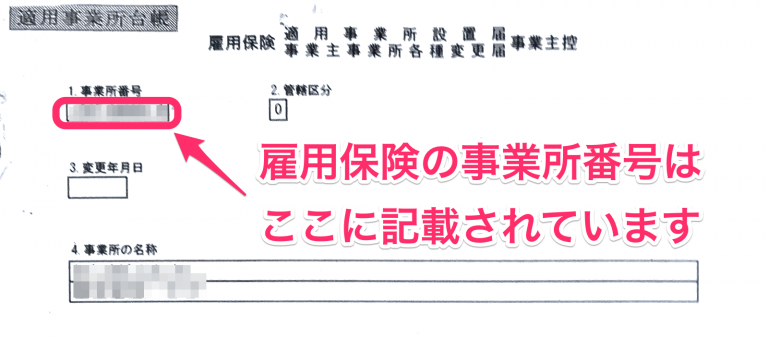 適用事業所台帳
雇用保険 適用事業所設置届 事業主控
事業主事業所各種変更届
1.事業所番号
2.管轄区分
0
雇用保険の事業所番号は
ここに記載されています
3.変更年月日
4.事業所の名称